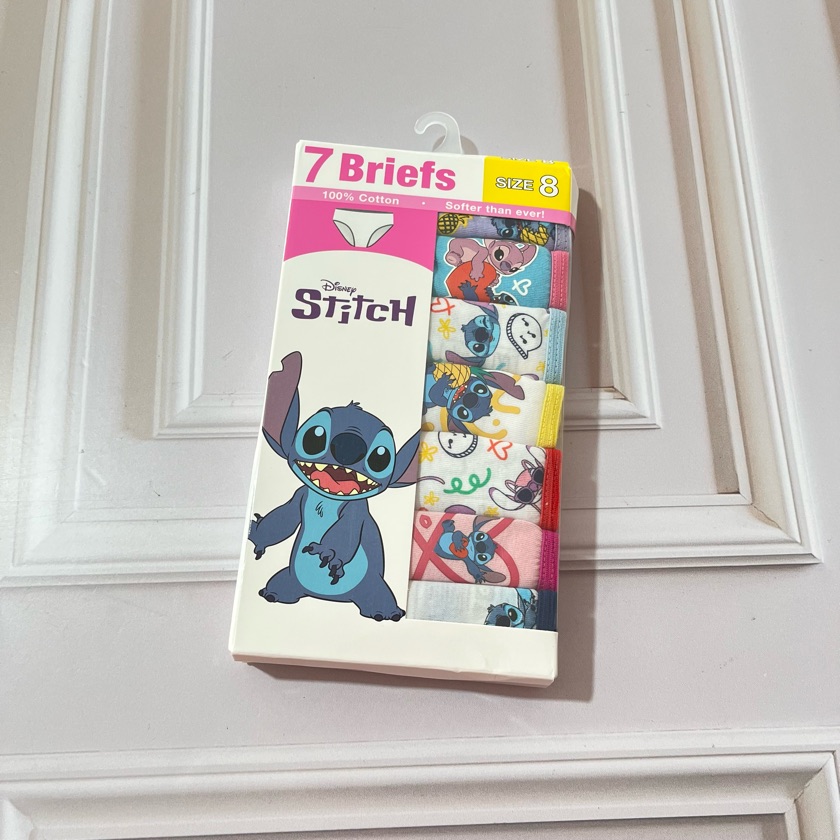 7 Briefs
SIZE 8
100% Cotton • Softer than ever!
Disney
Stitch